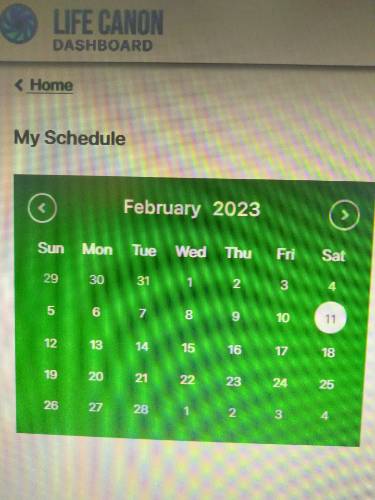 LIFE CANON
DASHBOARD
< Home
My Schedule
< February 2023 >
Sun Mon Tue Wed Thu Fri Sat
29 30 31 1 2 3 4
5 6 7 8 9 10 11
12 13 14 15 16 17 18
19 20 21 22 23 24 25
26 27 28 1 2 3 4